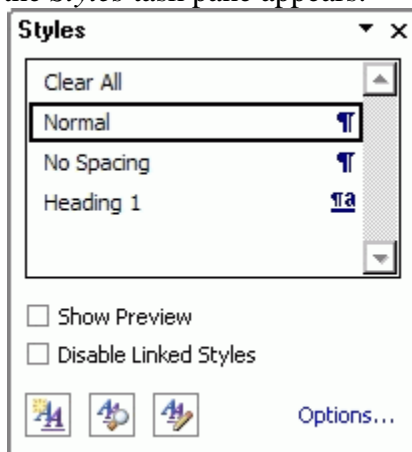 the Styles task pane appears.
Styles
Clear All
Normal ¶
No Spacing ¶
Heading 1 ¶a
Show Preview
Disable Linked Styles
Options...